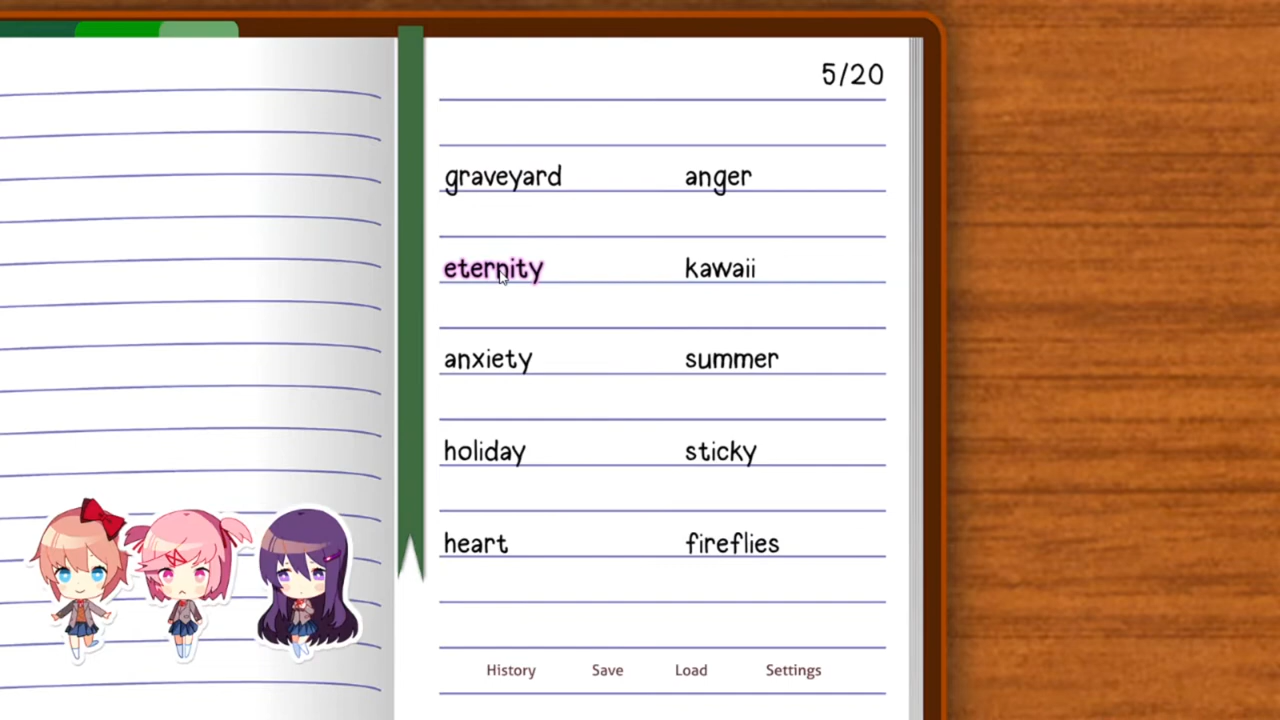 5/20
graveyard anger
eternity kawaii
anxiety summer
holiday sticky
heart fireflies
History Save Load Settings